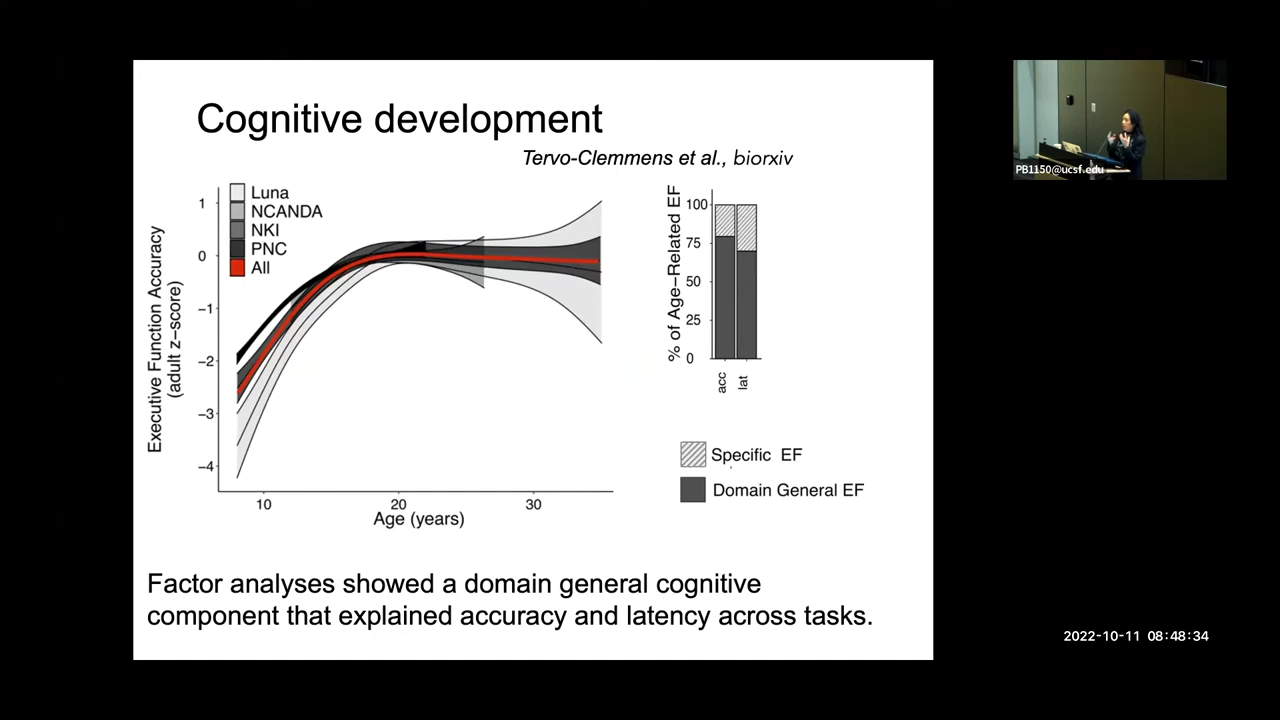 Cognitive development
Tervo-Clemmens et al., biorxiv
Luna
NCANDA
NKI
PNC
All
Executive Function Accuracy
(adult z−score)
1
0
−1
−2
−3
−4
10
20
30
Age (years)
% of Age−Related EF
100
75
50
25
0
acc
lat
Specific EF
Domain General EF
Factor analyses showed a domain general cognitive
component that explained accuracy and latency across tasks.
PB1150@ucsf.edu
2022-10-11 08:48:34